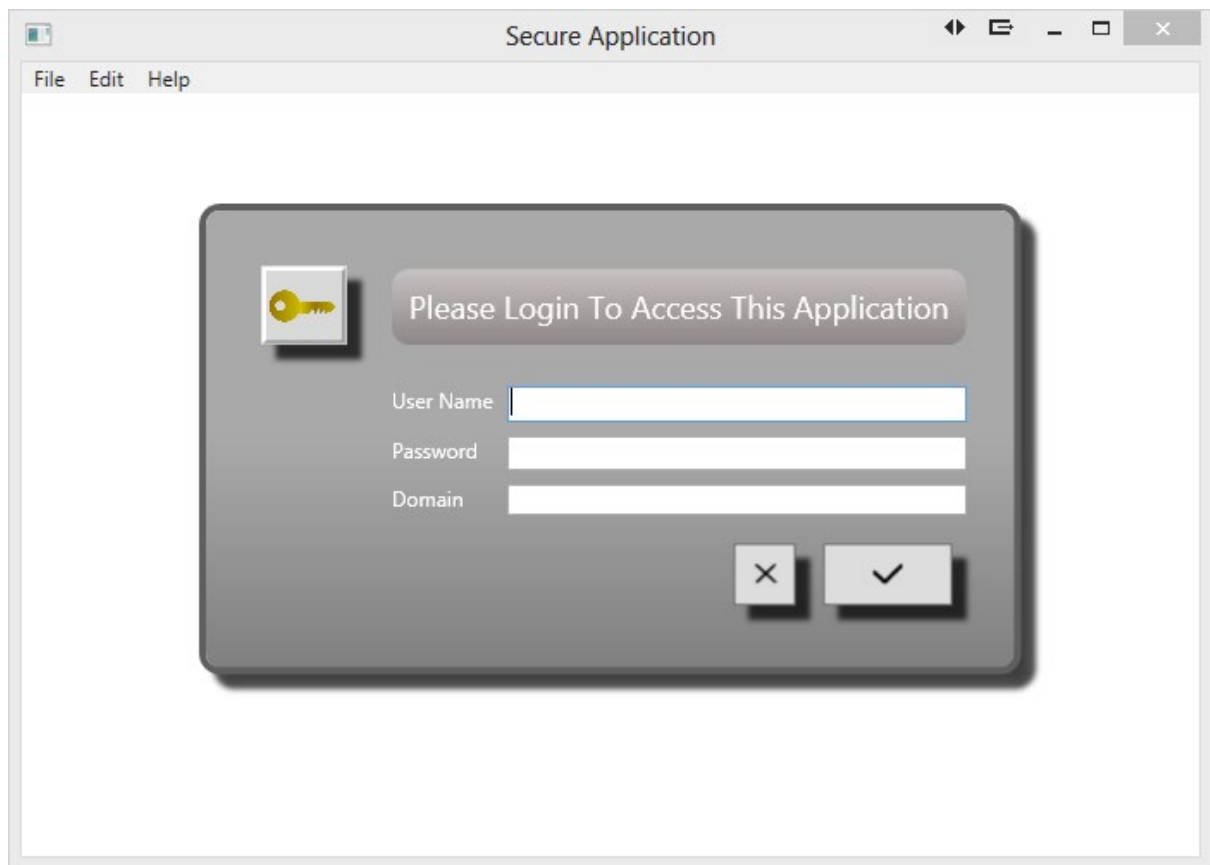 Secure Application
File Edit Help
Please Login To Access This Application
User Name
Password
Domain